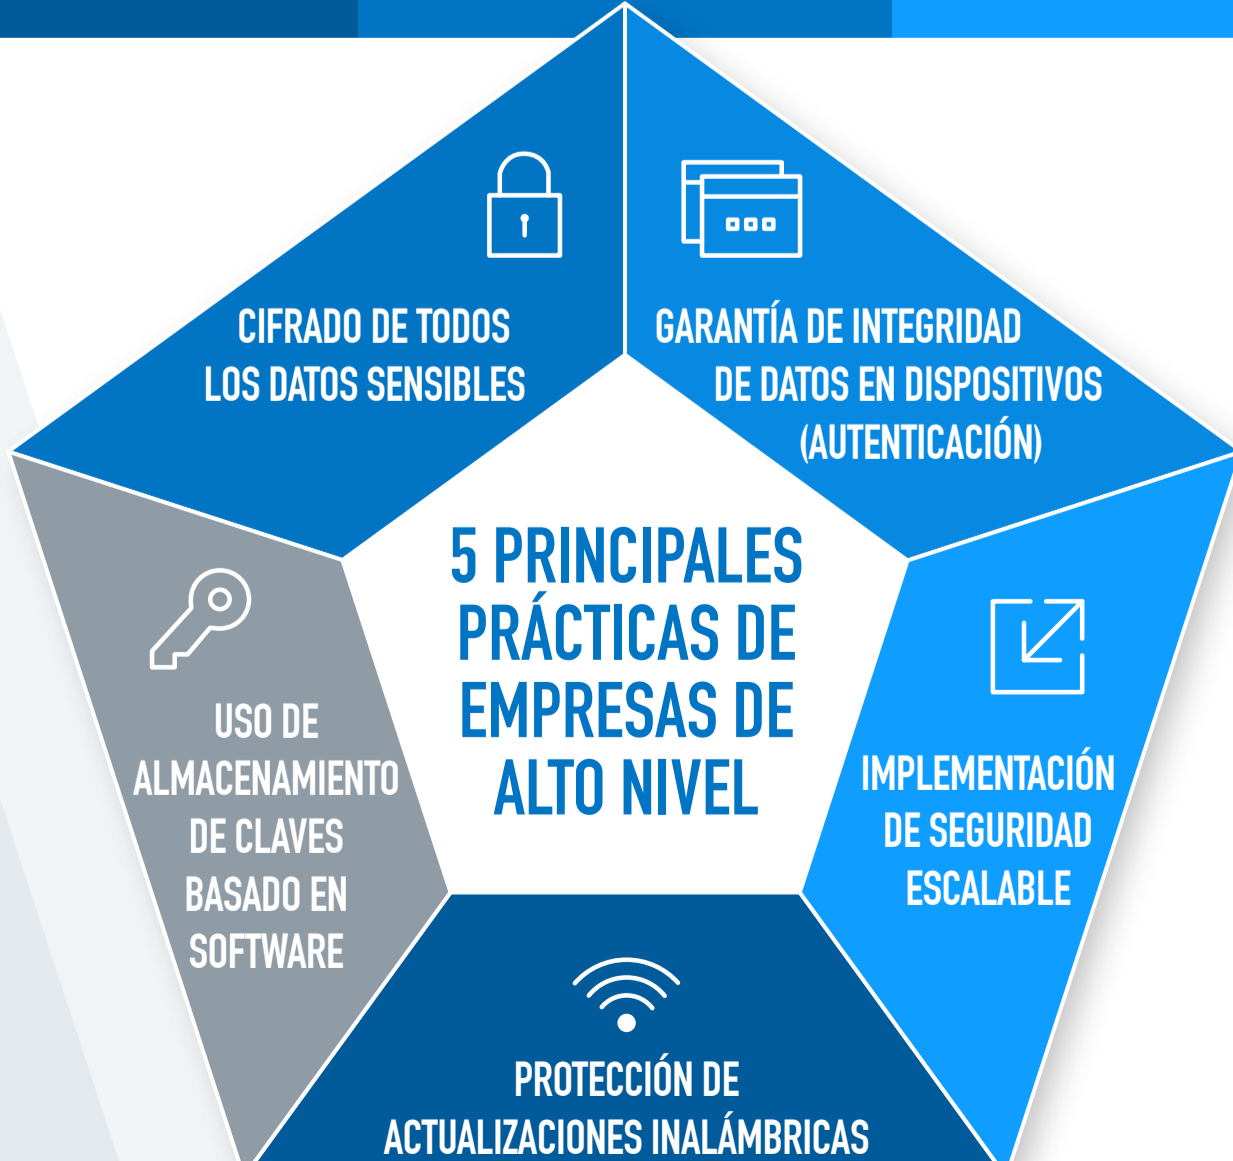 CIFRADO DE TODOS
LOS DATOS SENSIBLES
GARANTÍA DE INTEGRIDAD
DE DATOS EN DISPOSITIVOS
(AUTENTICACIÓN)
5 PRINCIPALES
PRÁCTICAS DE
EMPRESAS DE
ALTO NIVEL
USO DE
ALMACENAMIENTO
DE CLAVES
BASADO EN
SOFTWARE
IMPLEMENTACIÓN
DE SEGURIDAD
ESCALABLE
PROTECCIÓN DE
ACTUALIZACIONES INALÁMBRICAS